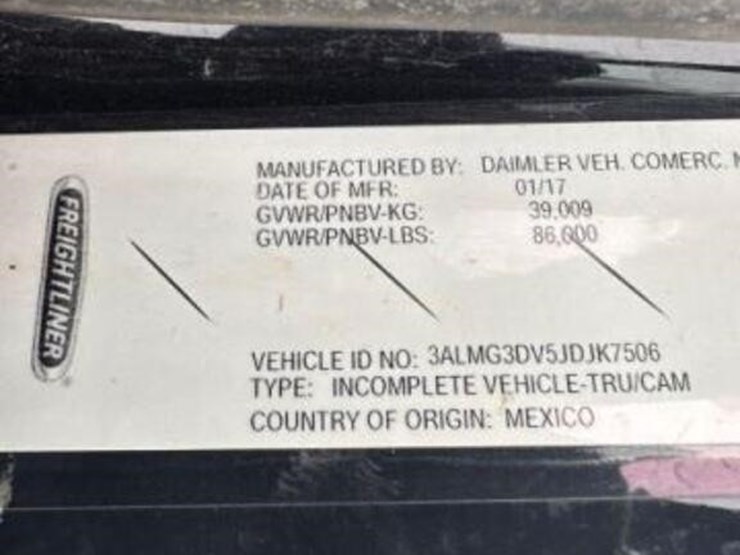 FREIGHTLINER
MANUFACTURED BY: DAIMLER VEH. COMERC.
DATE OF MFR: 01/17
GVWR/PNBV-KG: 39,009
GVWR/PNBV-LBS: 86,000
VEHICLE ID NO: 3ALMG3DV5JDJK7506
TYPE: INCOMPLETE VEHICLE-TRU/CAM
COUNTRY OF ORIGIN: MEXICO